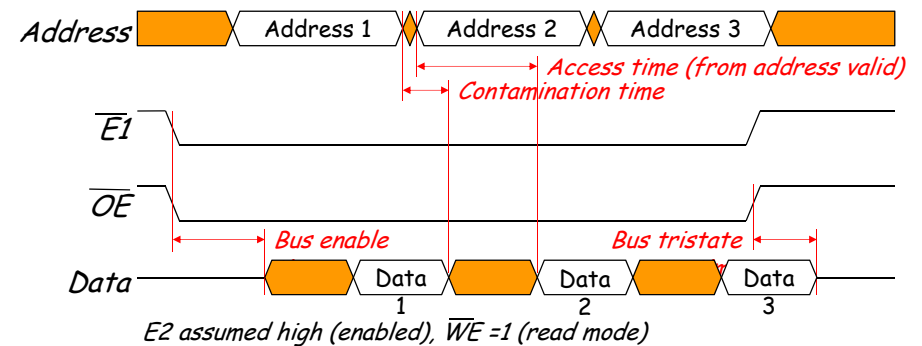 Address Address 1 Address 2 Address 3
Access time (from address valid)
Contamination time
E1
OE
Bus enable Bus tristate
Data Data Data Data
1 2 3
E2 assumed high (enabled), WE =1 (read mode)